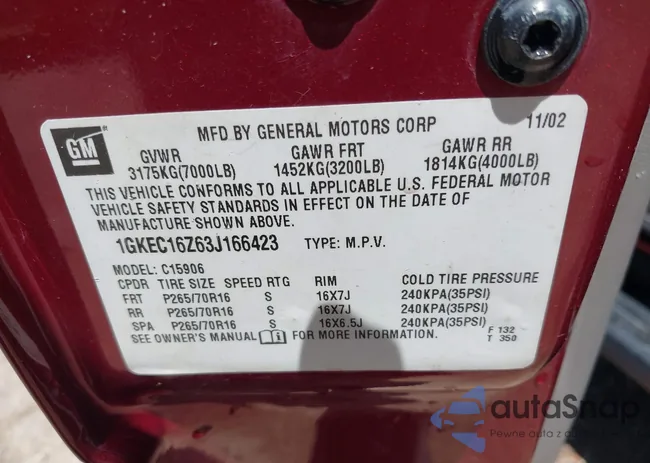 GM
MFD BY GENERAL MOTORS CORP 11/02
GVWR GAWR FRT GAWR RR
3175KG(7000LB) 1452KG(3200LB) 1814KG(4000LB)
THIS VEHICLE CONFORMS TO ALL APPLICABLE U.S. FEDERAL MOTOR
VEHICLE SAFETY STANDARDS IN EFFECT ON THE DATE OF
MANUFACTURE SHOWN ABOVE.
1GKEC16Z63J166423 TYPE: M.P.V.
MODEL: C15906
CPDR TIRE SIZE SPEED RTG RIM COLD TIRE PRESSURE
FRT P265/70R16 S 16X7J 240KPA(35PSI)
RR P265/70R16 S 16X7J 240KPA(35PSI)
SPA P265/70R16 S 16X6.5J 240KPA(35PSI)
SEE OWNER'S MANUAL FOR MORE INFORMATION.
F 132
T 350
autaSnap
Pewne auta z